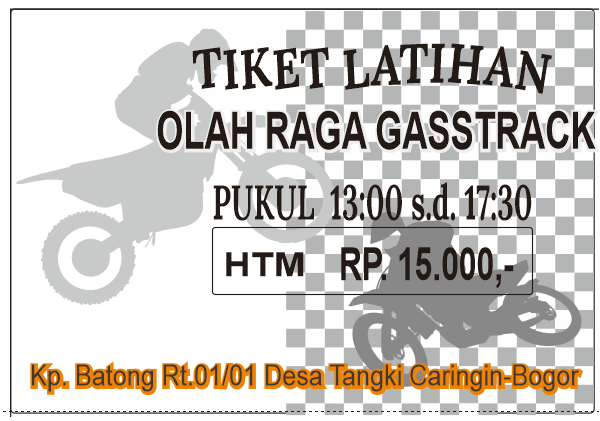 TIKET LATIHAN
OLAH RAGA GASSTRACK
PUKUL 13:00 s.d. 17:30
HTM RP. 15.000,-
Kp. Batong Rt.01/01 Desa Tangki Caringin-Bogor